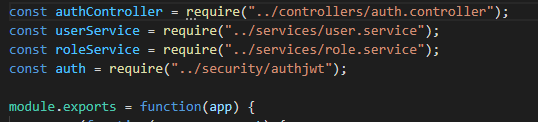 const authController = require("../controllers/auth.controller");
const userService = require("../services/user.service");
const roleService = require("../services/role.service");
const auth = require("../security/authjwt");
module.exports = function(app) {